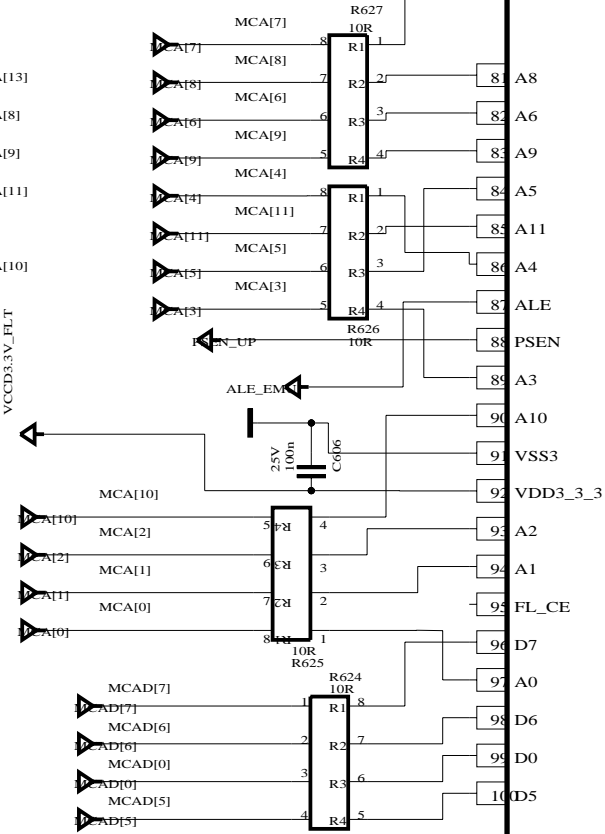 R627
10R
MCA[7]
MCA[7] 8 R1 1
MCA[8]
A[13] MCA[8] 7 R2 2 81 A8
MCA[6]
A[8] MCA[6] 6 R3 3 82 A6
MCA[9]
A[9] MCA[9] 5 R4 4 83 A9
MCA[4]
A[11] MCA[4] 8 R1 1 84 A5
MCA[11]
MCA[11] 7 R2 2 85 A11
MCA[5]
A[10] MCA[5] 6 R3 3 86 A4
MCA[3]
MCA[3] 5 R4 4 87 ALE
R626
10R
VCCD3.3V_FLT
PSEN_UP 88 PSEN
ALE_EMU 89 A3
90 A10
25V
100n
C606
91 VSS3
92 VDD3_3_3
MCA[10]
MCA[10] 5 R4 4
MCA[2] 93 A2
MCA[2] 6 R3 3
MCA[1] 94 A1
MCA[1] 7 R2 2
MCA[0] 95 FL_CE
MCA[0] 8 R1 1
10R
R625
96 D7
R624
10R
97 A0
MCAD[7]
MCAD[7] 1 R1 8
MCAD[6] 98 D6
MCAD[6] 2 R2 7
MCAD[0] 99 D0
MCAD[0] 3 R3 6
MCAD[5] 100 D5
MCAD[5] 4 R4 5